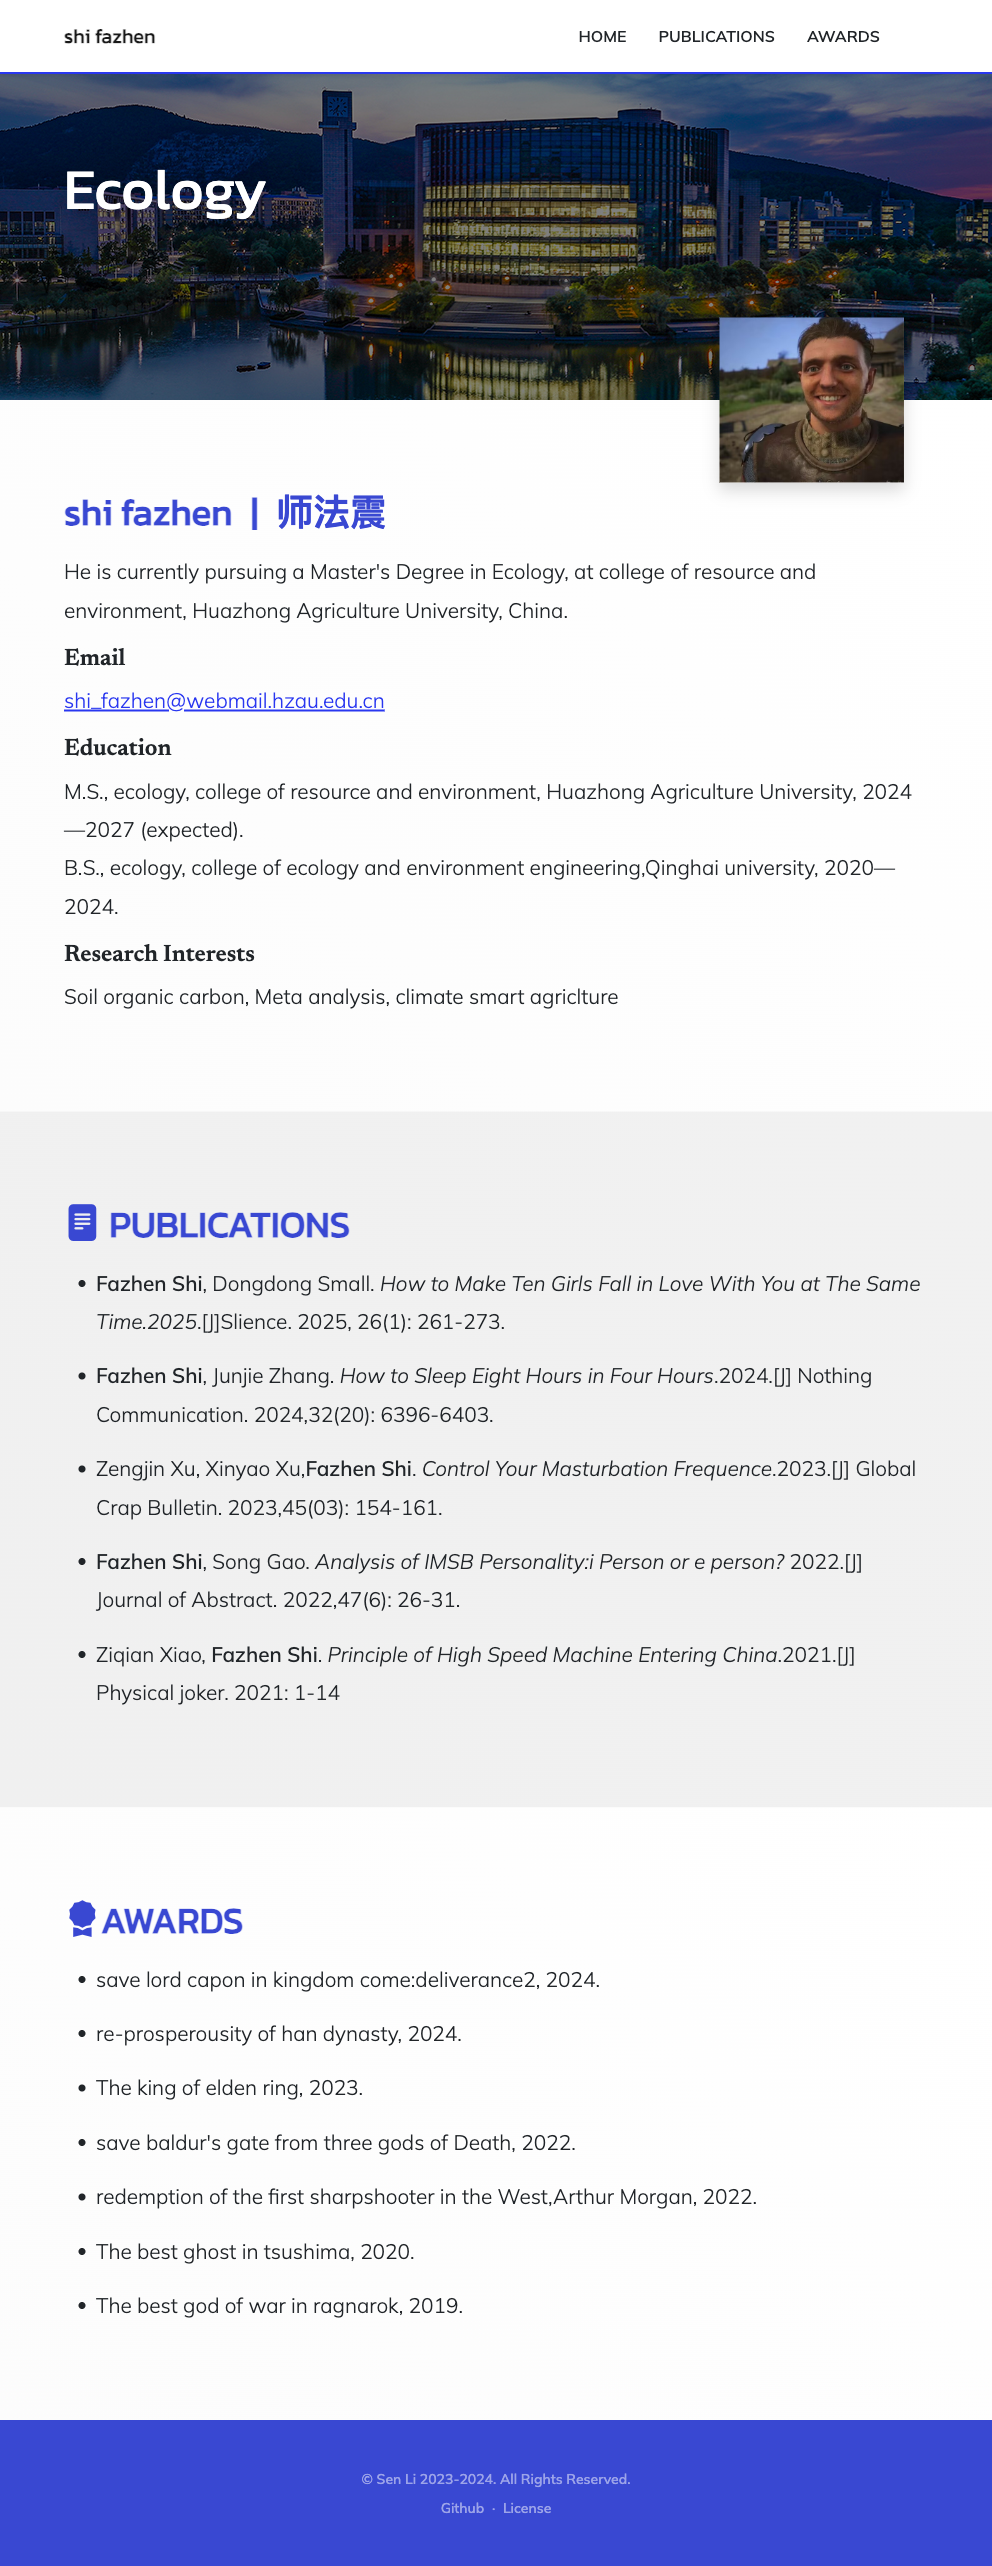 shi fazhen
HOME PUBLICATIONS AWARDS
Ecology
shi fazhen | 师法震
He is currently pursuing a Master's Degree in Ecology, at college of resource and
environment, Huazhong Agriculture University, China.
Email
shi_fazhen@webmail.hzau.edu.cn
Education
M.S., ecology, college of resource and environment, Huazhong Agriculture University, 2024
—2027 (expected).
B.S., ecology, college of ecology and environment engineering,Qinghai university, 2020—
2024.
Research Interests
Soil organic carbon, Meta analysis, climate smart agriclture
PUBLICATIONS
• Fazhen Shi, Dongdong Small. How to Make Ten Girls Fall in Love With You at The Same
Time.2025.[J]Slience. 2025, 26(1): 261-273.
• Fazhen Shi, Junjie Zhang. How to Sleep Eight Hours in Four Hours.2024.[J] Nothing
Communication. 2024,32(20): 6396-6403.
• Zengjin Xu, Xinyao Xu,Fazhen Shi. Control Your Masturbation Frequence.2023.[J] Global
Crap Bulletin. 2023,45(03): 154-161.
• Fazhen Shi, Song Gao. Analysis of IMSB Personality:i Person or e person? 2022.[J]
Journal of Abstract. 2022,47(6): 26-31.
• Ziqian Xiao, Fazhen Shi. Principle of High Speed Machine Entering China.2021.[J]
Physical joker. 2021: 1-14
AWARDS
• save lord capon in kingdom come:deliverance2, 2024.
• re-prosperousity of han dynasty, 2024.
• The king of elden ring, 2023.
• save baldur's gate from three gods of Death, 2022.
• redemption of the first sharpshooter in the West,Arthur Morgan, 2022.
• The best ghost in tsushima, 2020.
• The best god of war in ragnarok, 2019.
© Sen Li 2023-2024. All Rights Reserved.
Github · License